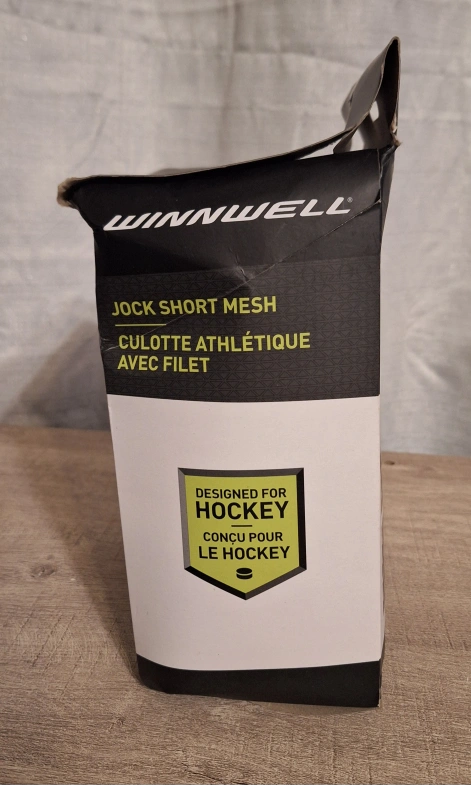 WINNWELL®
JOCK SHORT MESH
CULOTTE ATHLÉTIQUE
AVEC FILET
DESIGNED FOR
HOCKEY
CONÇU POUR
LE HOCKEY